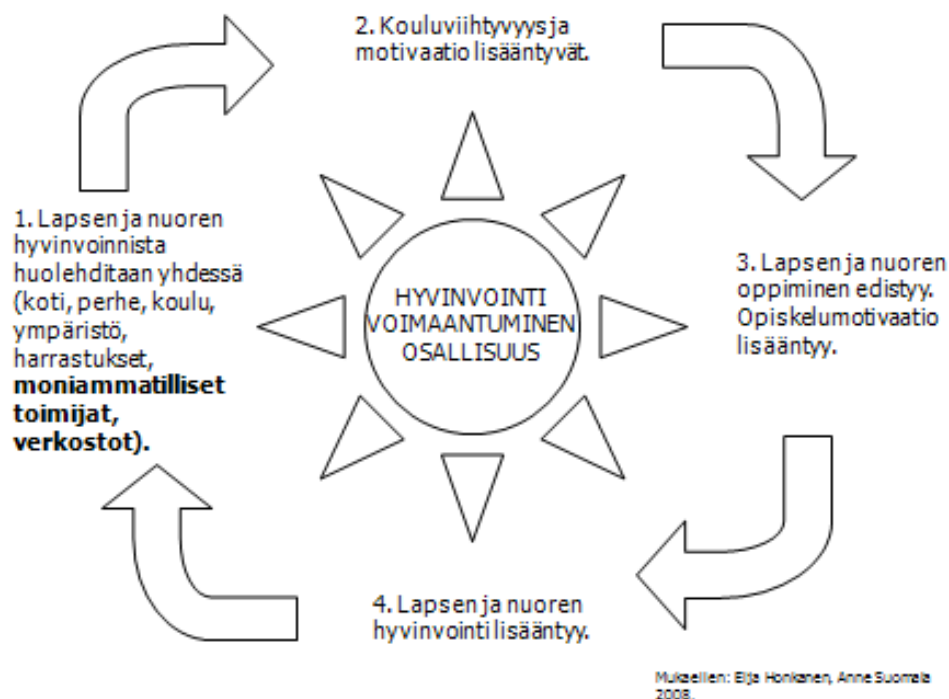 2. Kouluviihtyvyys ja
motivaatio lisääntyvät.
1. Lapsen ja nuoren
hyvinvoinnista
huolehditaan yhdessä
(koti, perhe, koulu,
ympäristö,
harrastukset,
moniammatilliset
toimijat,
verkostot).
HYVINVOINTI
VOIMAANTUMINEN
OSALLISUUS
3. Lapsen ja nuoren
oppiminen edistyy.
Opiskelumotivaatio
lisääntyy.
4. Lapsen ja nuoren
hyvinvointi lisääntyy.
Mukaellen: Eija Honkanen, Anne Suomala
2008.